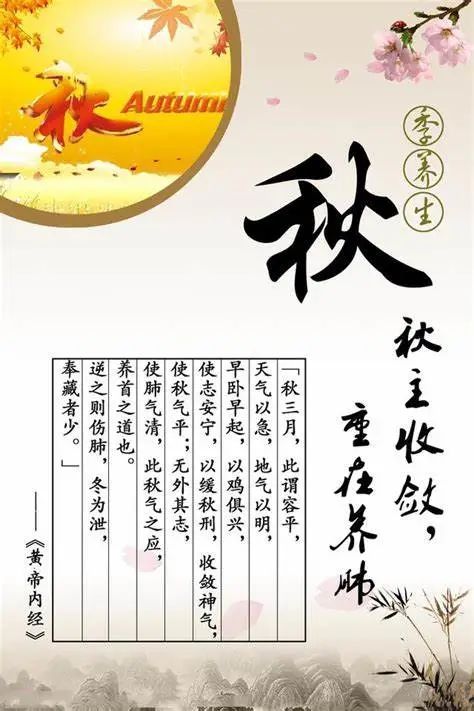 秋 Autumn
季养生
秋
秋主收敛，
重在养肺
「秋三月，此谓容平，
天气以急，地气以明，
早卧早起，以鸡俱兴，
使志安宁，以缓秋刑，收敛神气，
使秋气平；无外其志，
使肺气清，此秋气之应，
养首之道也。
逆之则伤肺，冬为泄，
奉藏者少。」
——《黄帝内经》